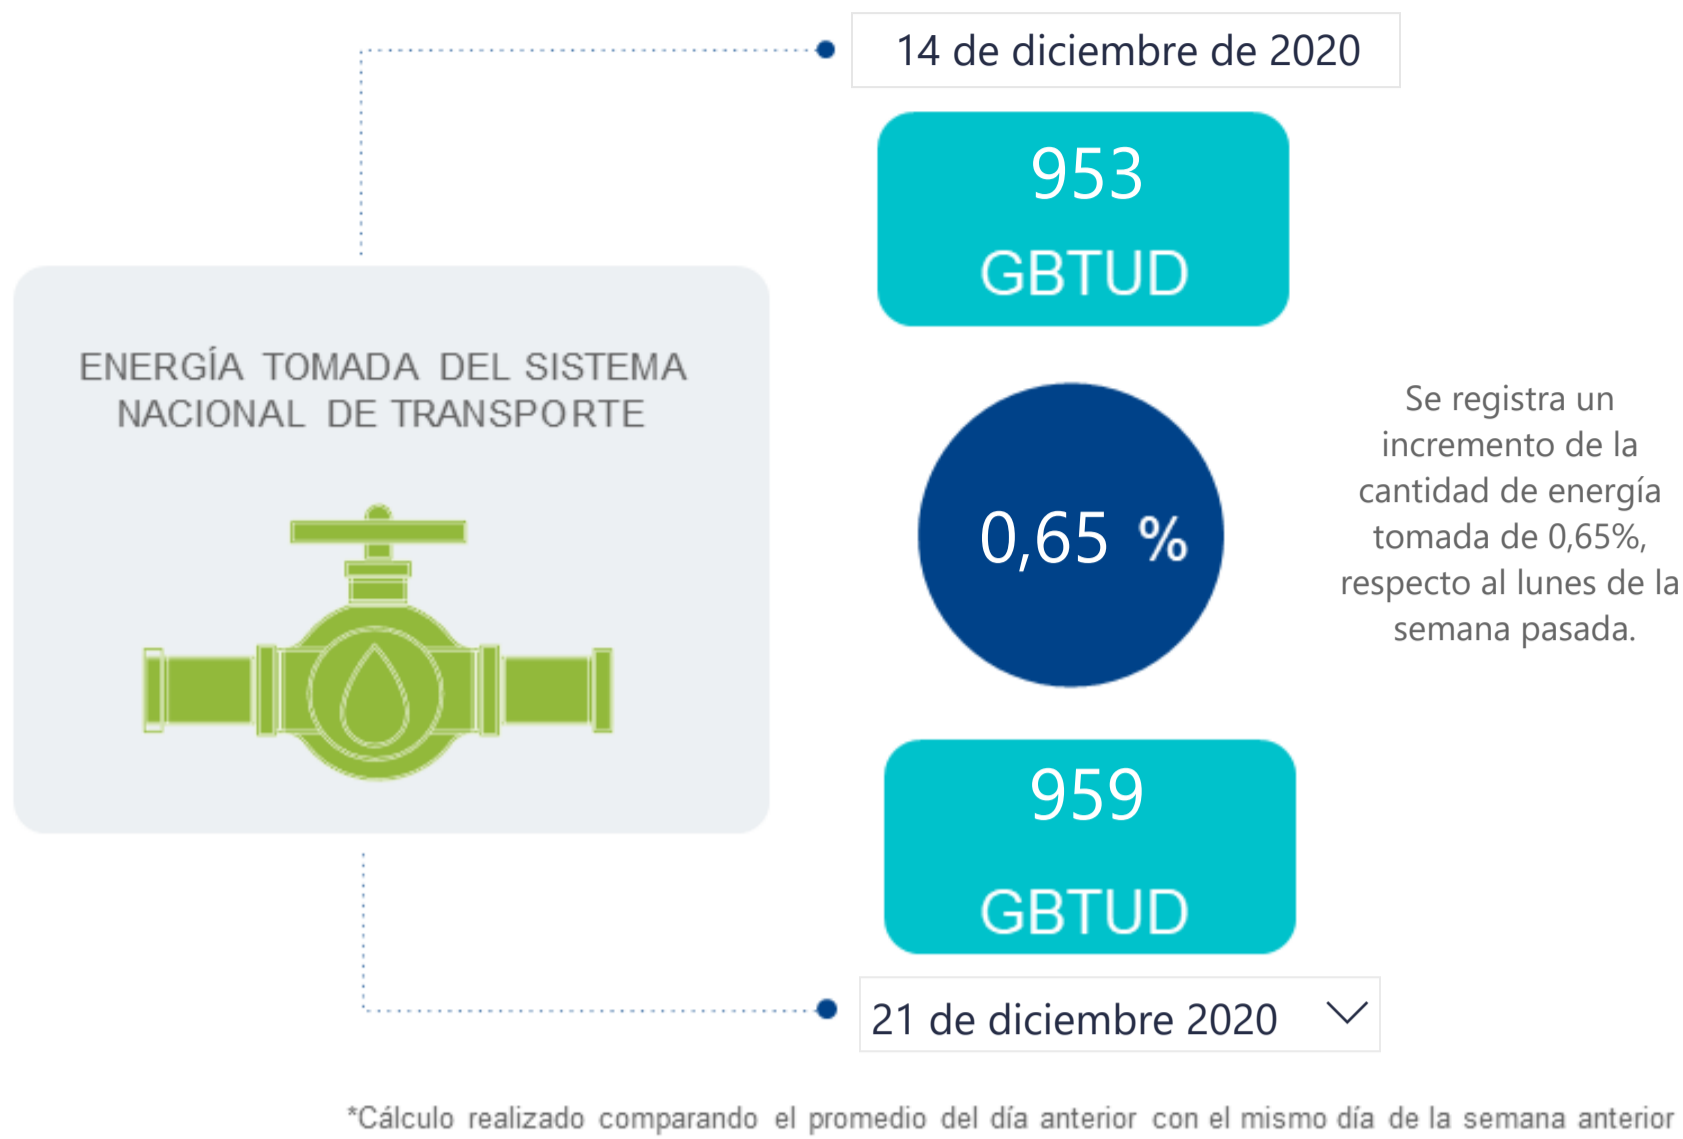 14 de diciembre de 2020
953
GBTUD
ENERGÍA TOMADA DEL SISTEMA
NACIONAL DE TRANSPORTE
0,65 %
Se registra un
incremento de la
cantidad de energía
tomada de 0,65%,
respecto al lunes de la
semana pasada.
959
GBTUD
21 de diciembre 2020
*Cálculo realizado comparando el promedio del día anterior con el mismo día de la semana anterior